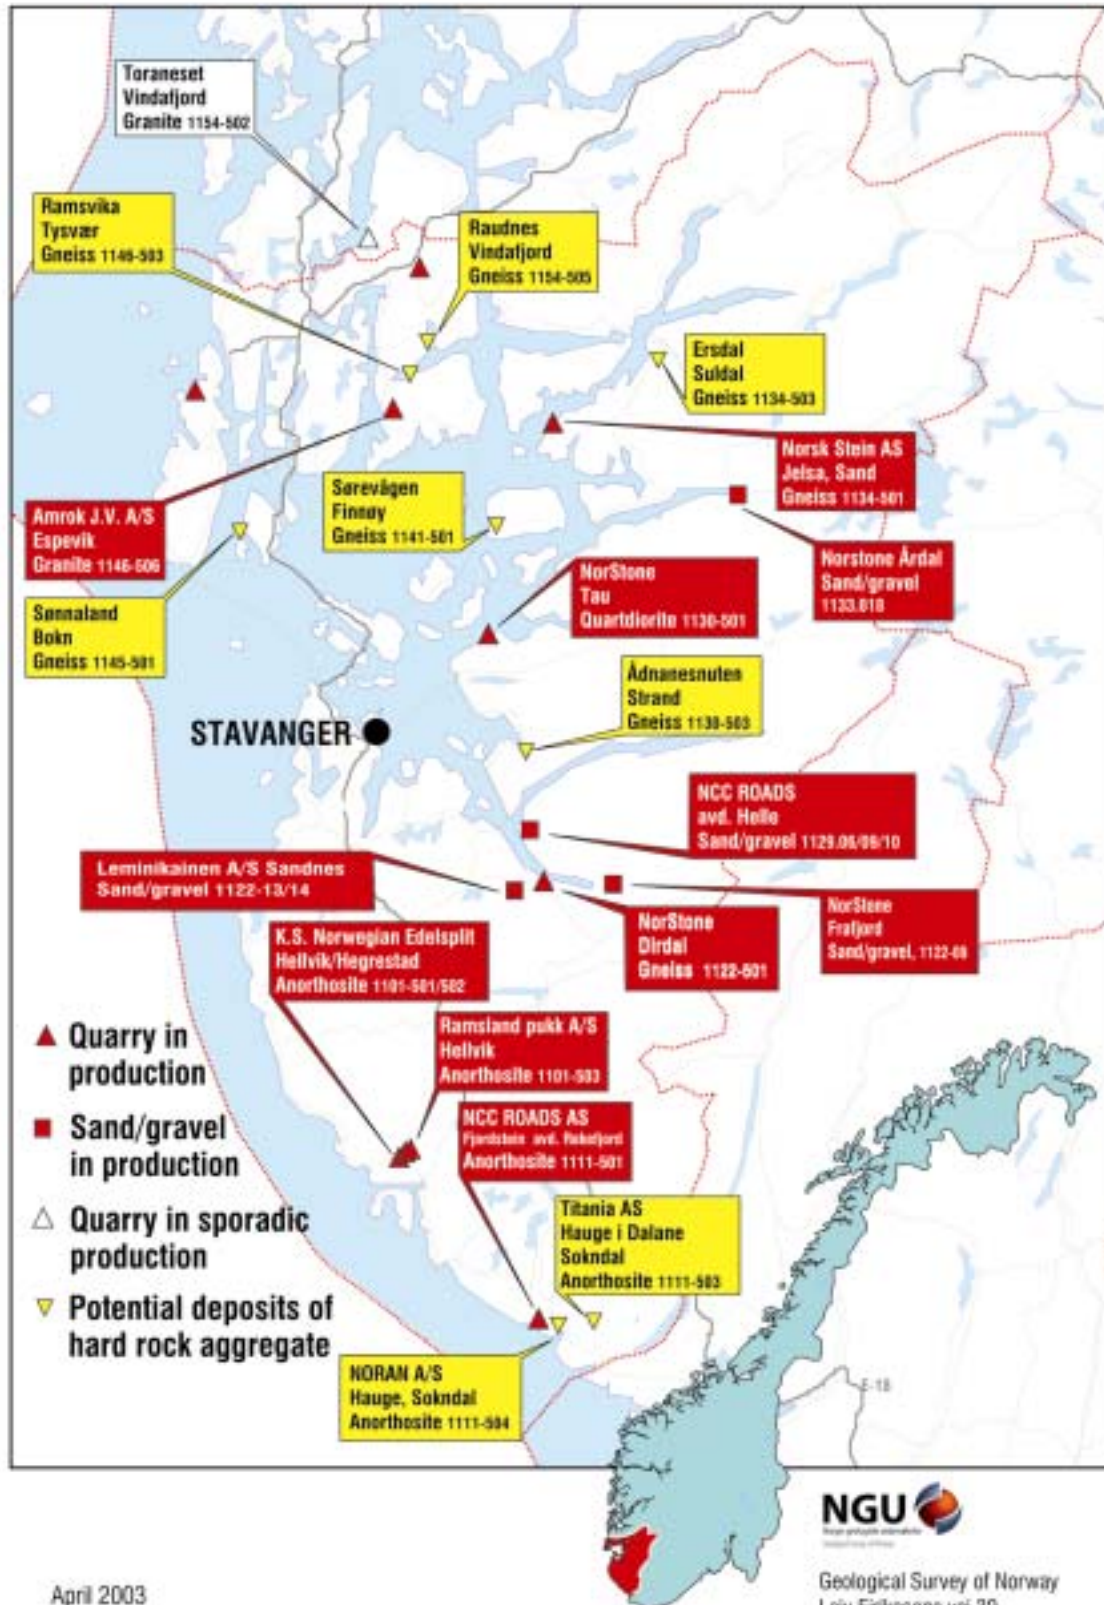 Toraneset
Vindafjord
Granite 1154-502
Ramsvika
Tysvær
Gneiss 1146-503
Raudnes
Vindafjord
Gneiss 1154-505
Ersdal
Suldal
Gneiss 1134-503
Norsk Stein AS
Jelsa, Sand
Gneiss 1134-501
Sørevågen
Finnøy
Gneiss 1141-501
Amrok J.V. A/S
Espevik
Granite 1146-506
NorStone
Tau
Quartdiorite 1130-501
Norstone Årdal
Sand/gravel
1133.018
Sønnaland
Bokn
Gneiss 1145-501
Ådnanesnuten
Strand
Gneiss 1130-503
STAVANGER
NCC ROADS
avd. Helle
Sand/gravel 1129.06/09/10
Leminikainen A/S Sandnes
Sand/gravel 1122-13/14
NorStone
Frafjord
Sand/gravel,
NorStone
Dirdal
Gneiss 1122-601
K.S. Norwegian Edelsplit
Hellvik/Hegrestad
Anorthosite 1101-501/502
Ramsland pukk A/S
Hellvik
Anorthosite 1101-503
NCC ROADS AS
Fjordstein avd. Rekefjord
Anorthosite 1111-501
Titania AS
Hauge i Dalane
Sokndal
Anorthosite 1111-503
NORAN A/S
Hauge, Sokndal
Anorthosite 1111-504
Quarry in
production
Sand/gravel
in production
Quarry in sporadic
production
Potential deposits of
hard rock aggregate
E-18
NGU
April 2003
Geological Survey of Norway